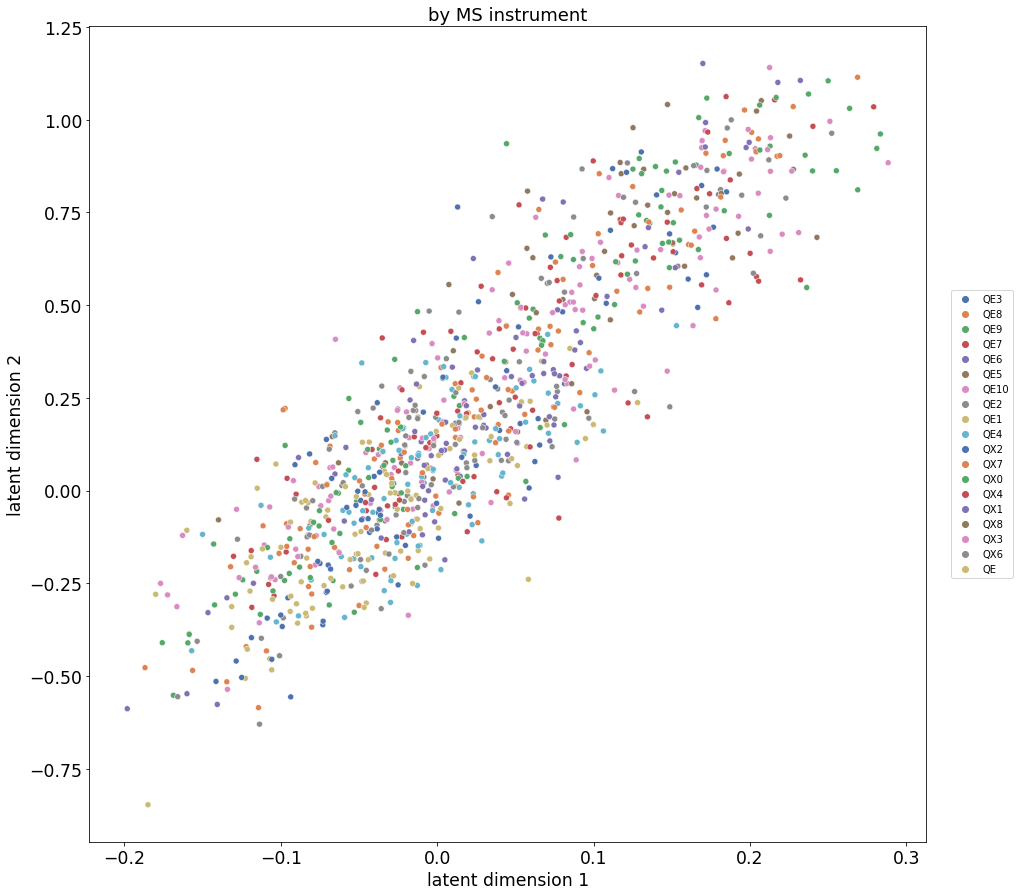 by MS instrument
1.25
1.00
0.75
0.50
0.25
0.00
−0.25
−0.50
−0.75
latent dimension 2
−0.2
−0.1
0.0
0.1
0.2
0.3
latent dimension 1
QE3
QE8
QE9
QE7
QE6
QE5
QE10
QE2
QE1
QE4
QX2
QX7
QX0
QX4
QX1
QX8
QX3
QX6
QE